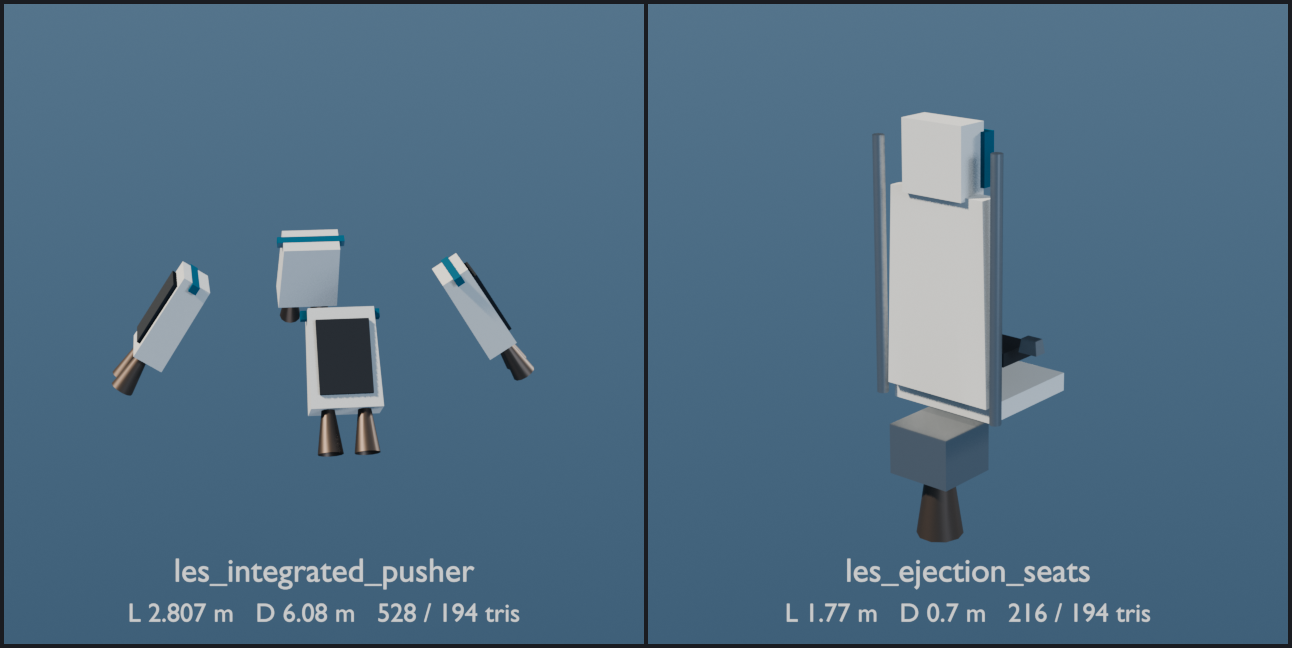 les_integrated_pusher
L 2.807 m D 6.08 m 528 / 194 tris
les_ejection_seats
L 1.77 m D 0.7 m 216 / 194 tris